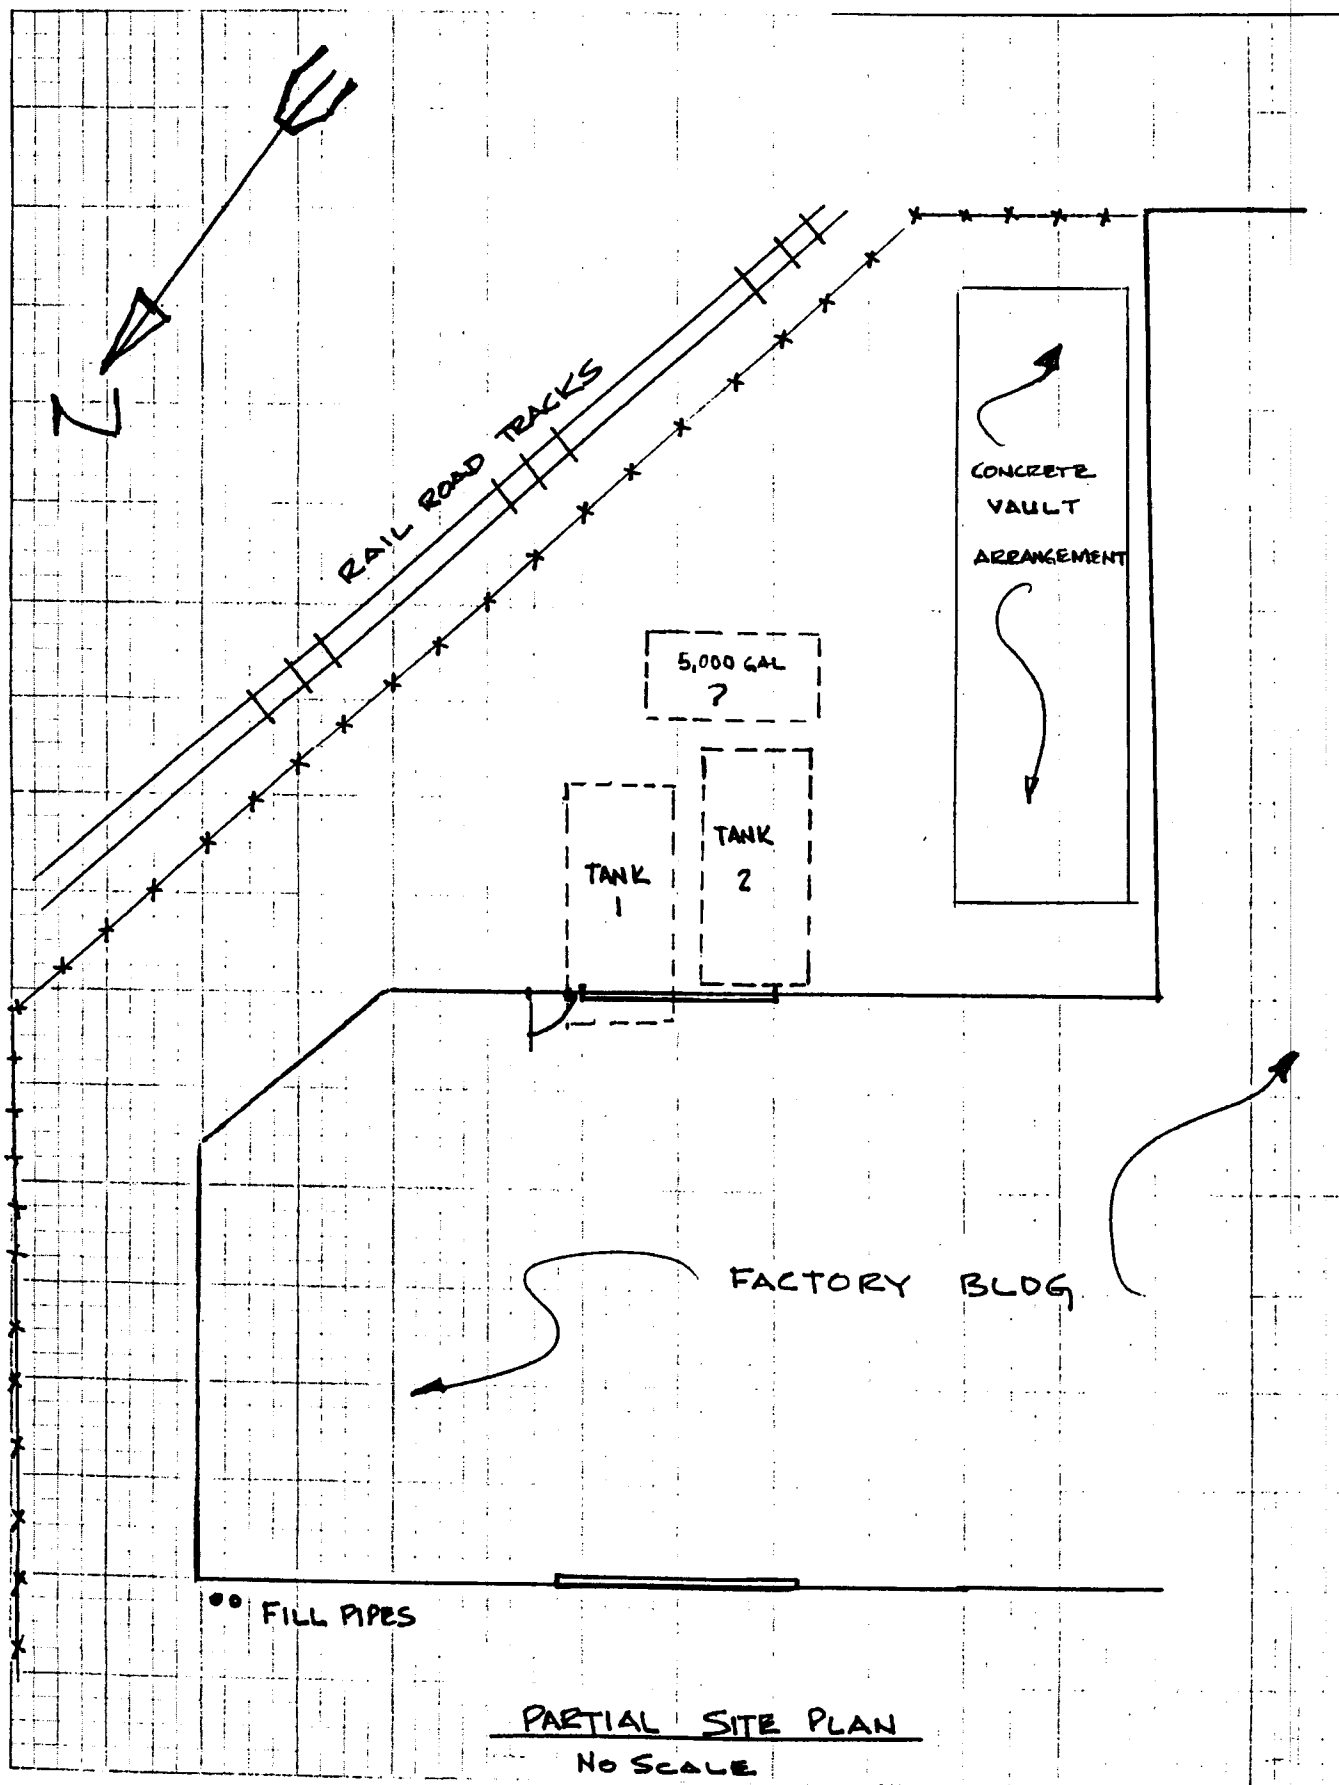 N
RAIL ROAD TRACKS
CONCRETE
VAULT
ARRANGEMENT
5,000 GAL
?
TANK
1
TANK
2
FACTORY BLDG
FILL PIPES
PARTIAL SITE PLAN
NO SCALE